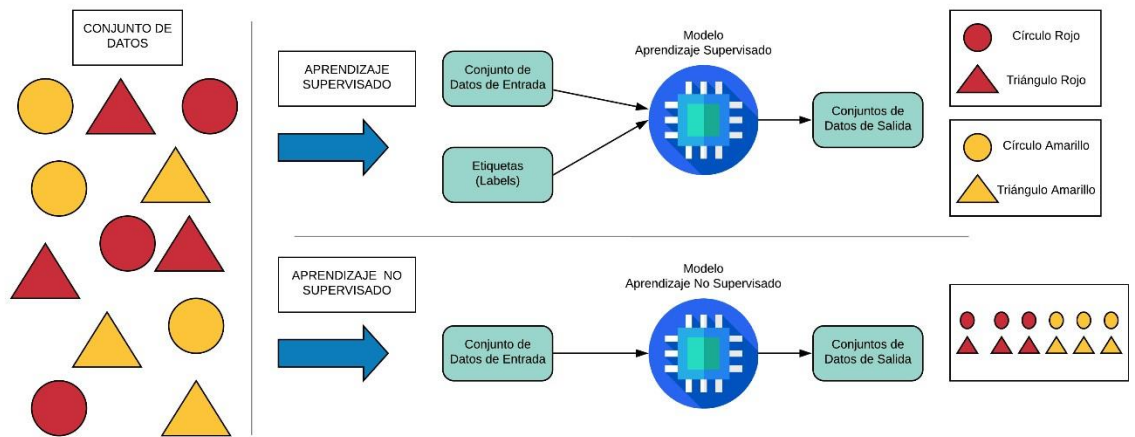 CONJUNTO DE
DATOS
APRENDIZAJE
SUPERVISADO
Conjunto de
Datos de Entrada
Etiquetas
(Labels)
Modelo
Aprendizaje Supervisado
Conjuntos de
Datos de Salida
Círculo Rojo
Triángulo Rojo
Círculo Amarillo
Triángulo Amarillo
APRENDIZAJE NO
SUPERVISADO
Conjunto de
Datos de Entrada
Modelo
Aprendizaje No Supervisado
Conjuntos de
Datos de Salida